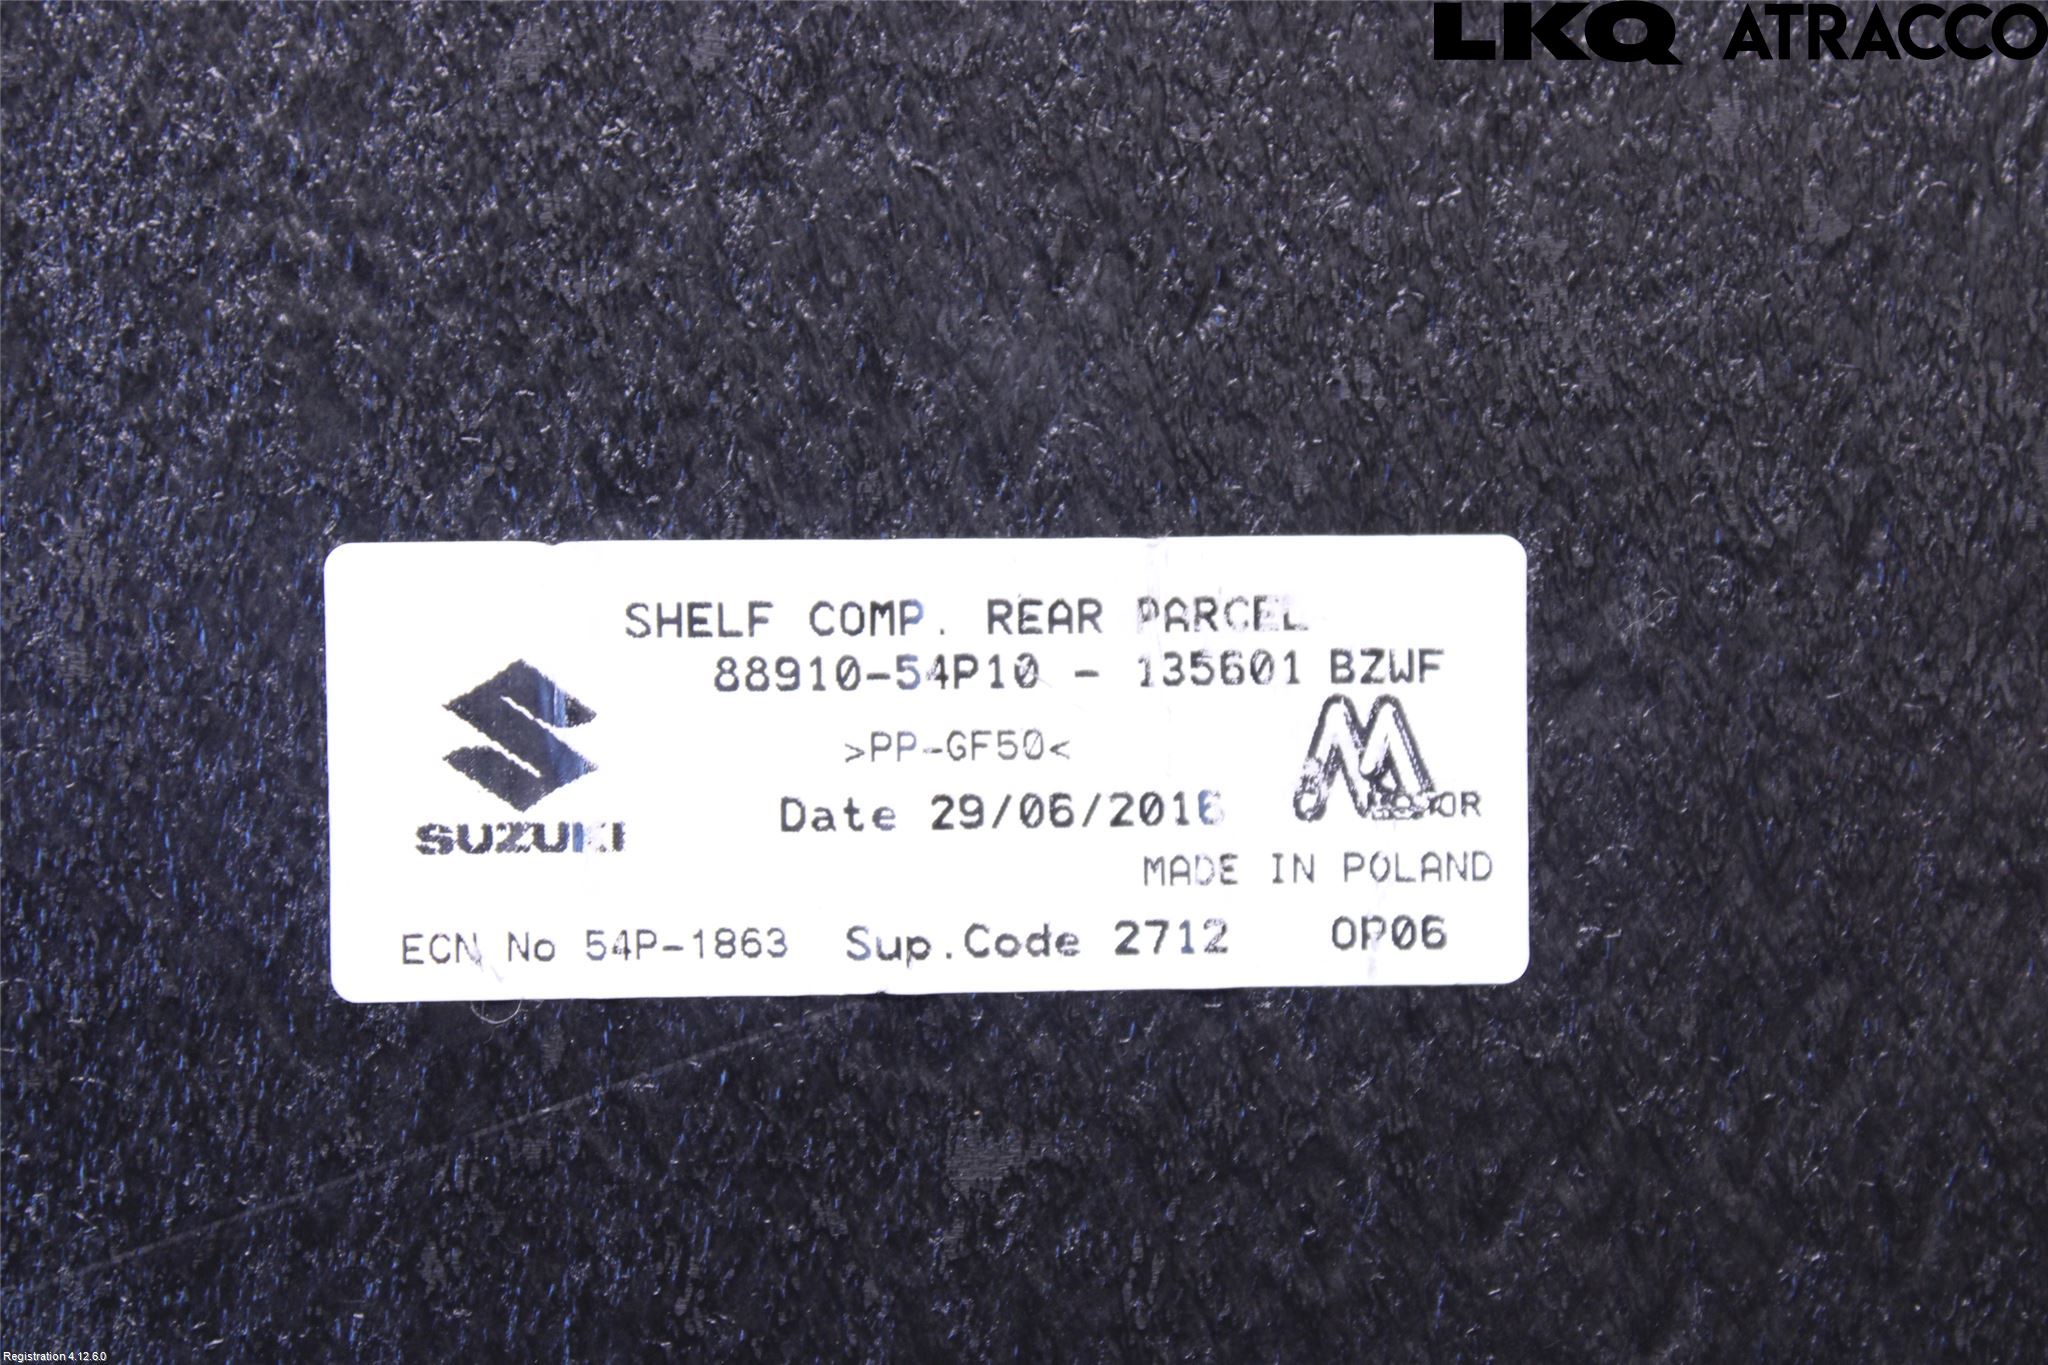 LKQ ATRACCO
SHELF COMP. REAR PARCEL
88910-54P10 - 135601 BZWF
>PP-GF50<
Date 29/06/2016
SUZUKI
MADE IN POLAND
ECN No 54P-1863 Sup.Code 2712 OP06
Registration 4.12.6.0